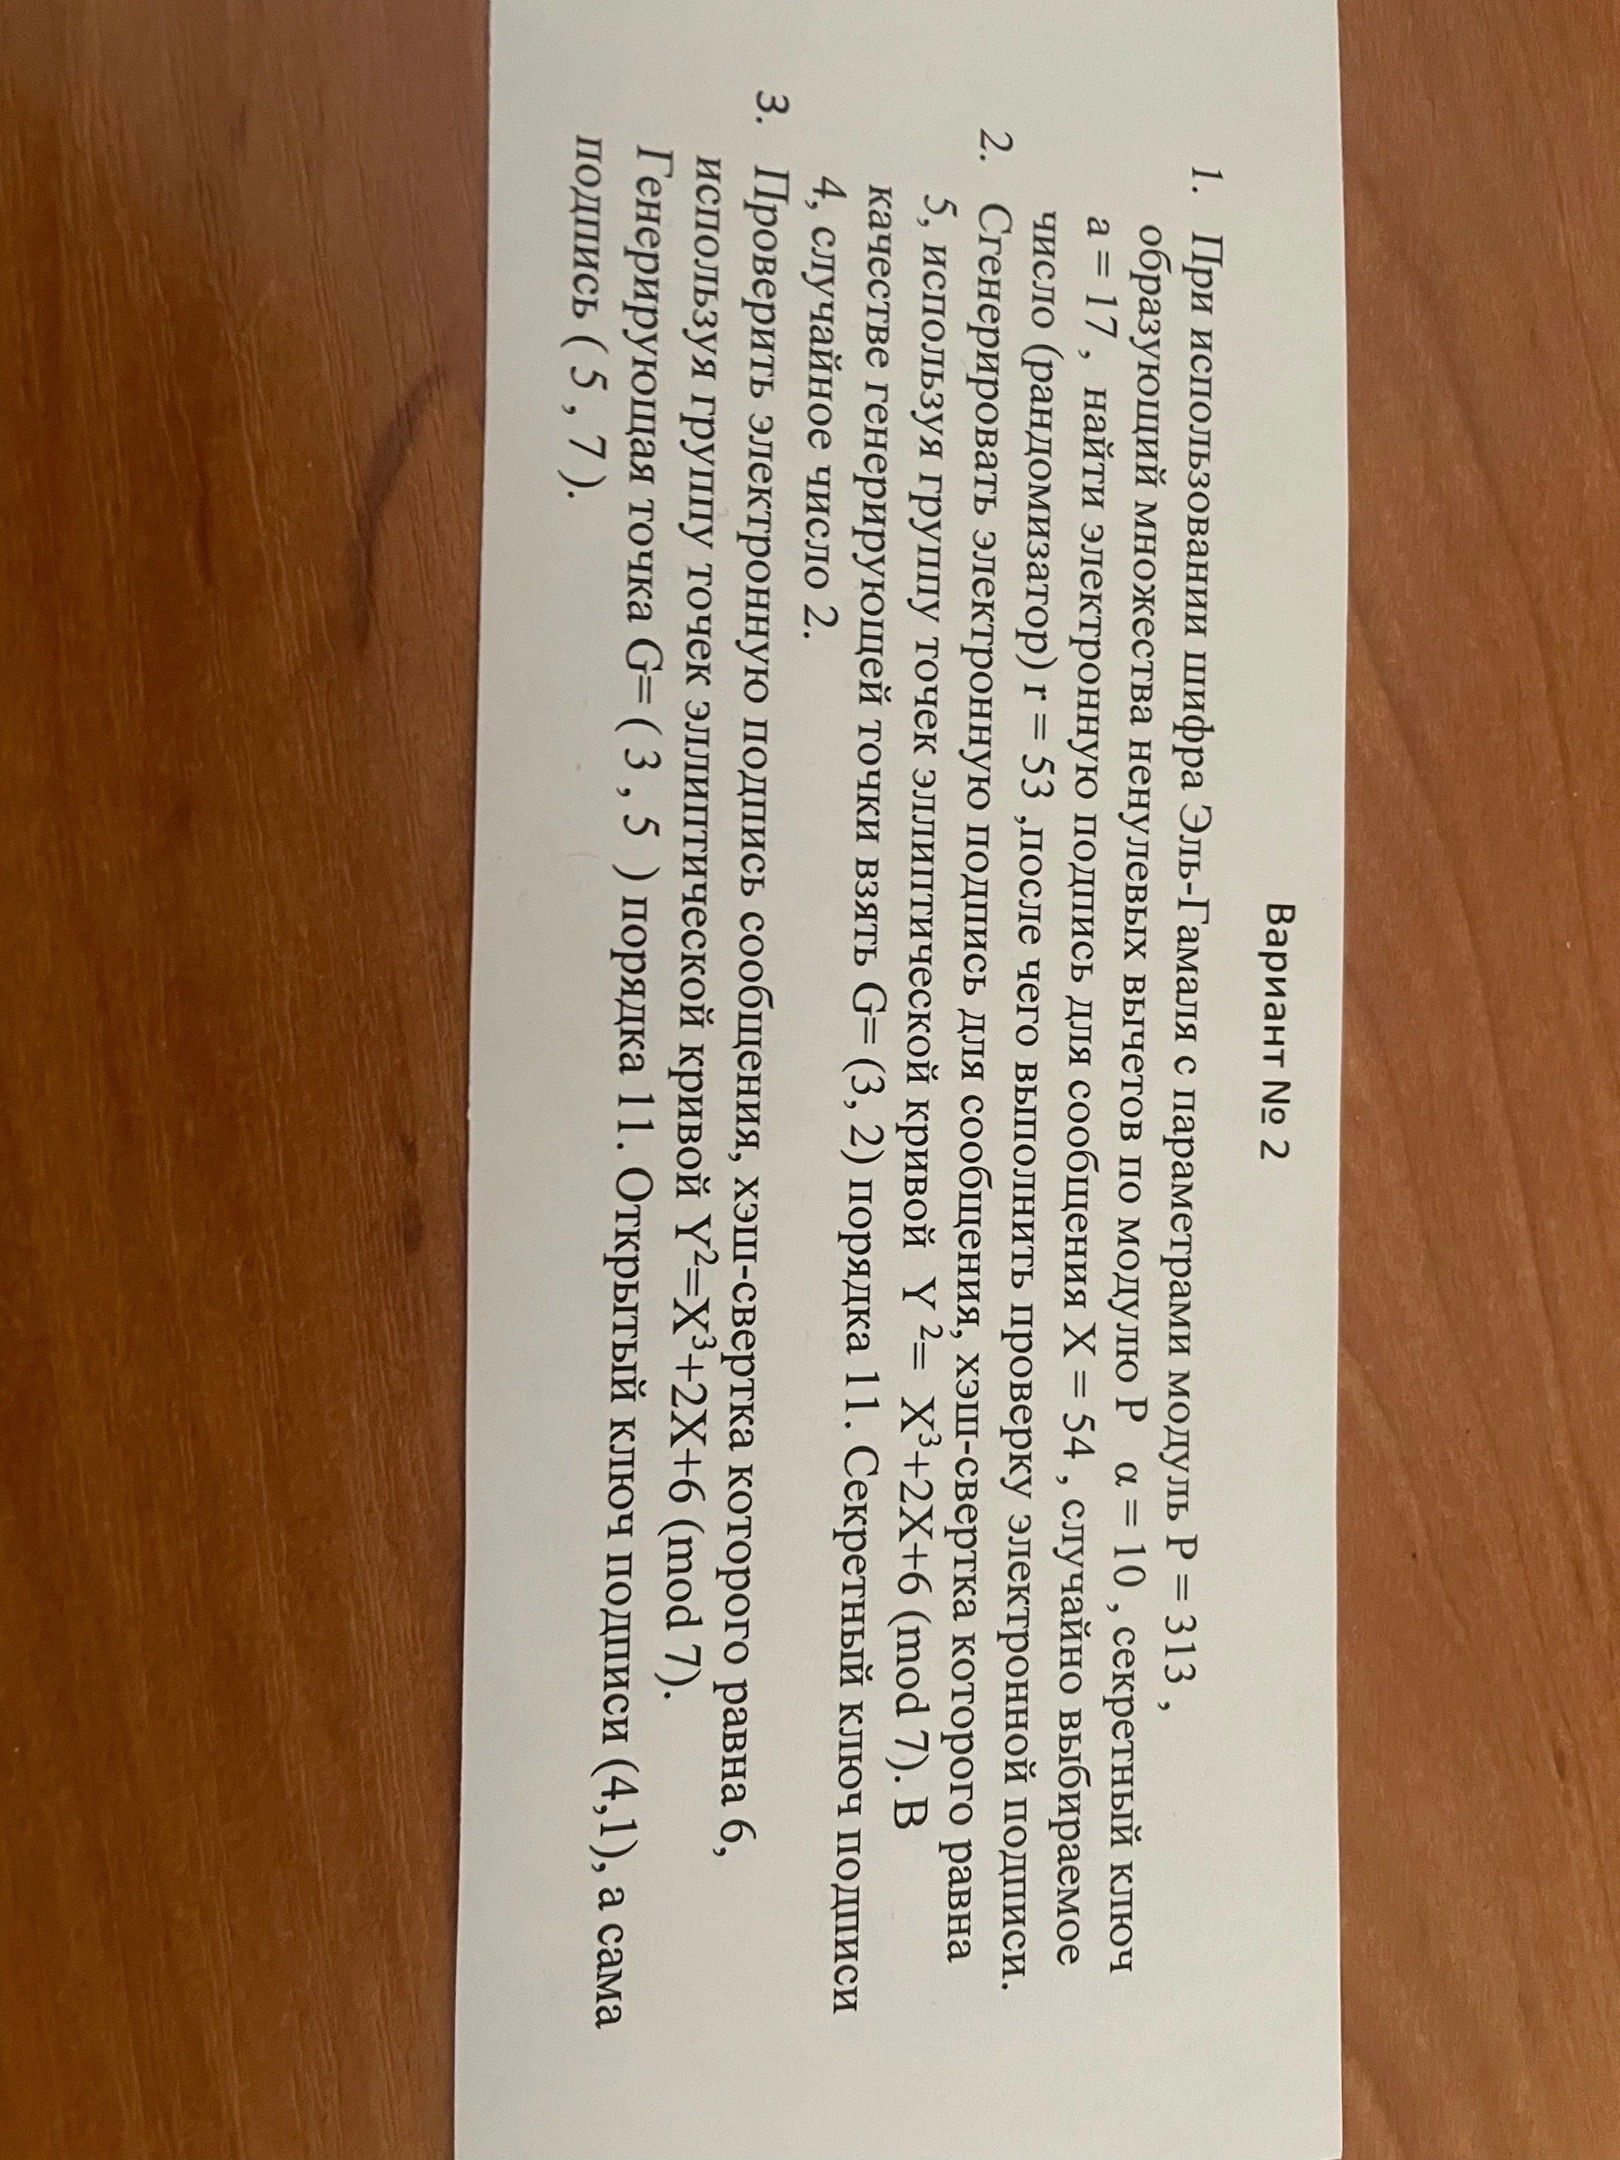 Вариант № 2
1. При использовании шифра Эль-Гамаля с параметрами модуль P = 313 ,
образующий множества ненулевых вычетов по модулю P α = 10 , секретный ключ
a = 17 , найти электронную подпись для сообщения X = 54 , случайно выбираемое
число (рандомизатор) r = 53 ,после чего выполнить проверку электронной подписи.
2. Сгенерировать электронную подпись для сообщения, хэш-свертка которого равна
5, используя группу точек эллиптической кривой Y ²= X³+2X+6 (mod 7). В
качестве генерирующей точки взять G= (3, 2) порядка 11. Секретный ключ подписи
4, случайное число 2.
3. Проверить электронную подпись сообщения, хэш-свертка которого равна 6,
используя группу точек эллиптической кривой Y²=X³+2X+6 (mod 7).
Генерирующая точка G= ( 3 , 5 ) порядка 11. Открытый ключ подписи (4,1), а сама
подпись ( 5 , 7 ).